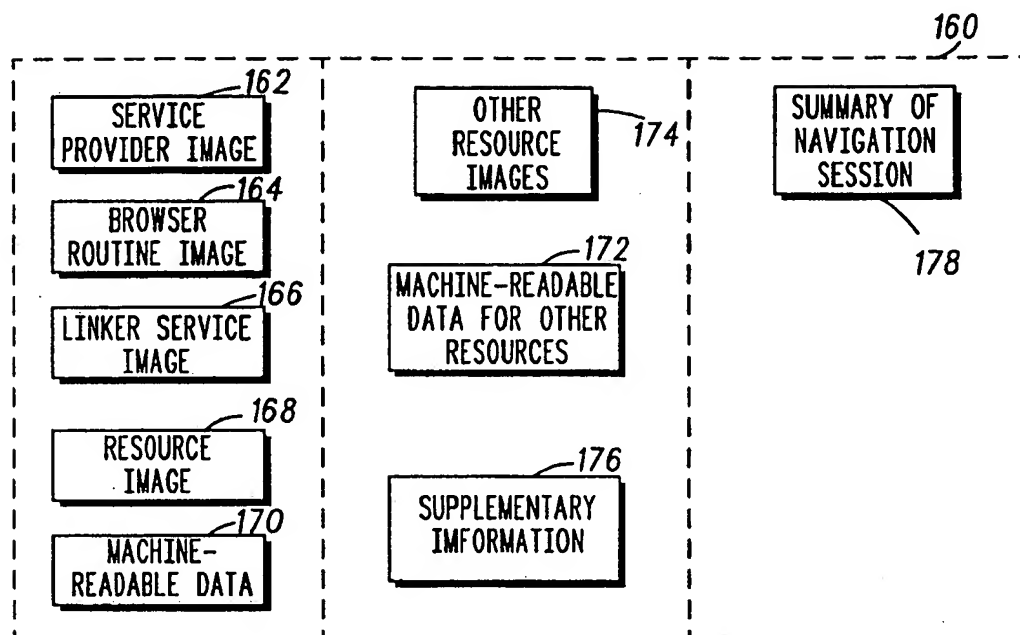 160
162
SERVICE
PROVIDER IMAGE
164
BROWSER
ROUTINE IMAGE
166
LINKER SERVICE
IMAGE
168
RESOURCE
IMAGE
170
MACHINE-
READABLE DATA
OTHER
RESOURCE
IMAGES
174
172
MACHINE-READABLE
DATA FOR OTHER
RESOURCES
176
SUPPLEMENTARY
IMFORMATION
SUMMARY OF
NAVIGATION
SESSION
178